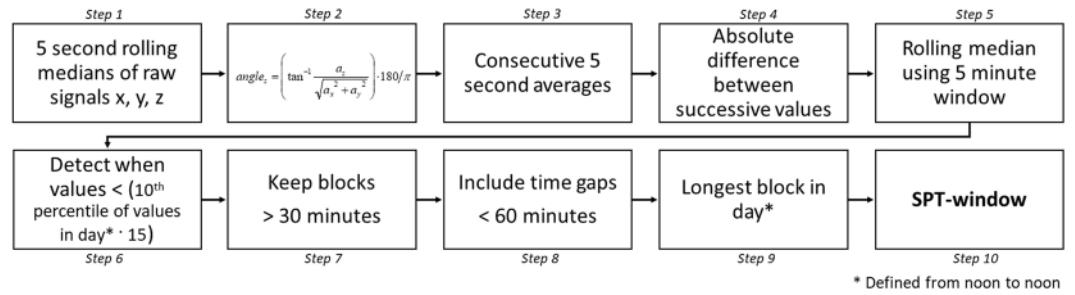 Step 1
Step 2
Step 3
Step 4
Step 5
5 second rolling
medians of raw
signals x, y, z
angle_z = ( tan⁻¹ a_z / √(a_x² + a_y²) ) · 180/π
Consecutive 5
second averages
Absolute
difference
between
successive values
Rolling median
using 5 minute
window
Detect when
values < (10th
percentile of values
in day* · 15)
Keep blocks
> 30 minutes
Include time gaps
< 60 minutes
Longest block in
day*
SPT-window
Step 6
Step 7
Step 8
Step 9
Step 10
* Defined from noon to noon